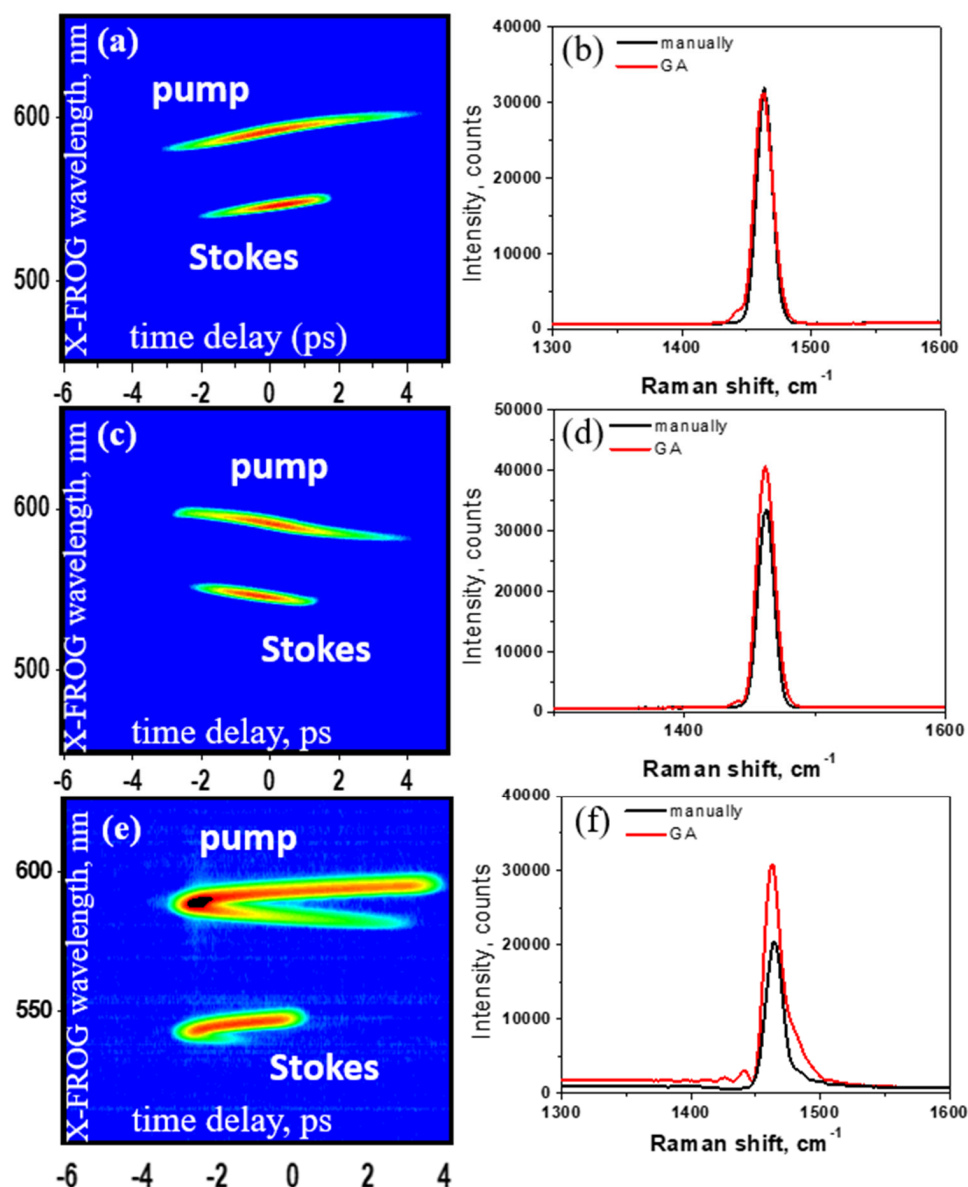 (a)
pump
Stokes
X-FROG wavelength, nm
600
500
time delay (ps)
-6 -4 -2 0 2 4
(b)
manually
GA
Intensity, counts
40000
30000
20000
10000
0
1300 1400 1500 1600
Raman shift, cm-1
(c)
pump
Stokes
X-FROG wavelength, nm
600
500
time delay, ps
-6 -4 -2 0 2 4
(d)
manually
GA
Intensity, counts
50000
40000
30000
20000
10000
0
1400 1600
Raman shift, cm-1
(e)
pump
Stokes
X-FROG wavelength, nm
600
550
time delay, ps
-6 -4 -2 0 2 4
(f)
manually
GA
Intensity, counts
40000
30000
20000
10000
0
1300 1400 1500 1600
Raman shift, cm-1